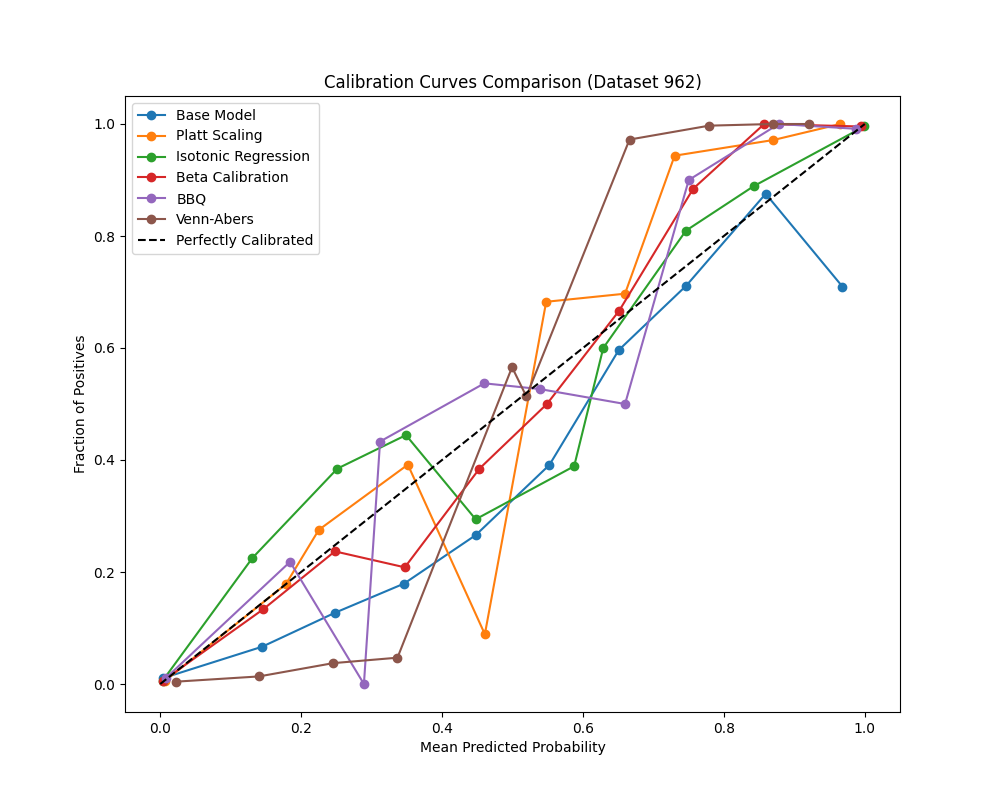 Calibration Curves Comparison (Dataset 962)
Base Model
Platt Scaling
Isotonic Regression
Beta Calibration
BBQ
Venn-Abers
Perfectly Calibrated
Fraction of Positives
1.0
0.8
0.6
0.4
0.2
0.0
0.0 0.2 0.4 0.6 0.8 1.0
Mean Predicted Probability